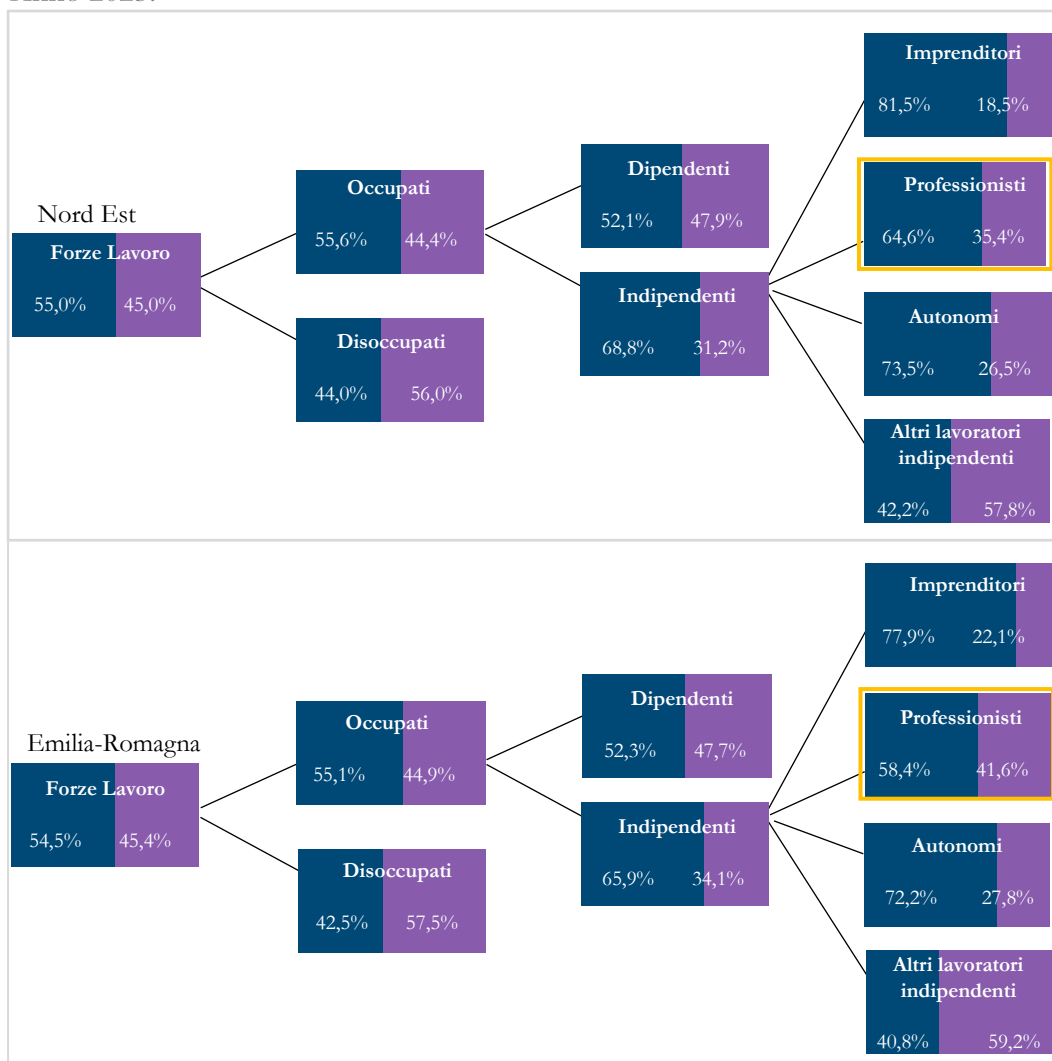 Nord Est
Forze Lavoro
55,0% 45,0%
Occupati
55,6% 44,4%
Disoccupati
44,0% 56,0%
Dipendenti
52,1% 47,9%
Indipendenti
68,8% 31,2%
Imprenditori
81,5% 18,5%
Professionisti
64,6% 35,4%
Autonomi
73,5% 26,5%
Altri lavoratori
indipendenti
42,2% 57,8%
Emilia-Romagna
Forze Lavoro
54,5% 45,4%
Occupati
55,1% 44,9%
Disoccupati
42,5% 57,5%
Dipendenti
52,3% 47,7%
Indipendenti
65,9% 34,1%
Imprenditori
77,9% 22,1%
Professionisti
58,4% 41,6%
Autonomi
72,2% 27,8%
Altri lavoratori
indipendenti
40,8% 59,2%